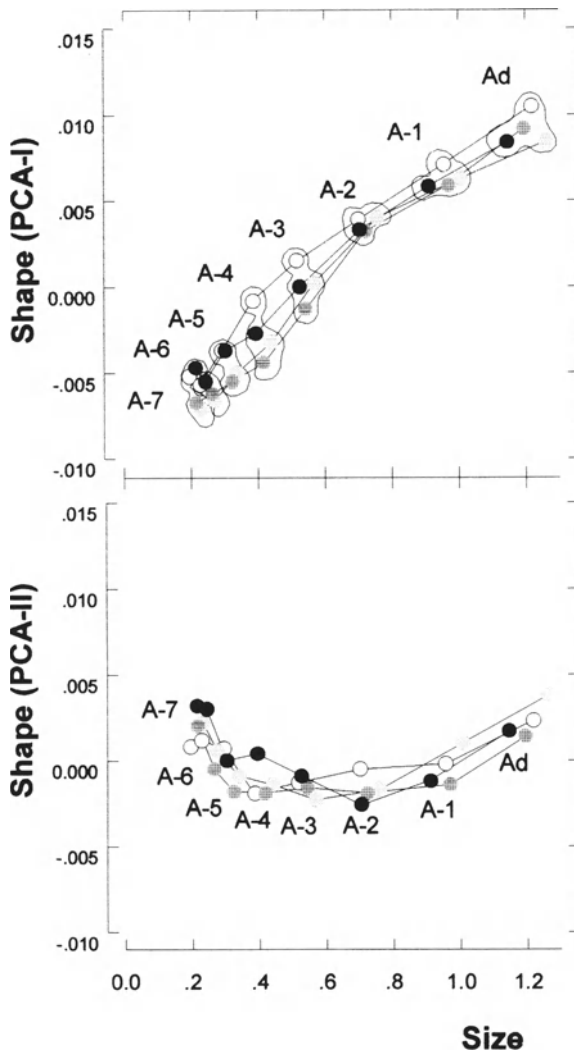 .015
.010
.005
0.000
-.005
-.010
Shape (PCA-I)
Ad
A-1
A-2
A-3
A-4
A-5
A-6
A-7
.015
.010
.005
0.000
-.005
-.010
Shape (PCA-II)
A-7
A-6
A-5
A-4
A-3
A-2
A-1
Ad
0.0 .2 .4 .6 .8 1.0 1.2
Size